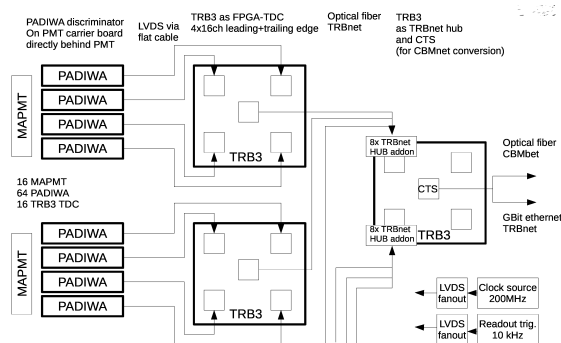 PADIWA discriminator
On PMT carrier board
directly behind PMT
LVDS via
flat cable
TRB3 as FPGA-TDC
4x16ch leading+trailing edge
Optical fiber
TRBnet
TRB3
as TRBnet hub
and CTS
(for CBMnet conversion)
MAPMT
PADIWA
PADIWA
PADIWA
PADIWA
TRB3
16 MAPMT
64 PADIWA
16 TRB3 TDC
MAPMT
PADIWA
PADIWA
PADIWA
PADIWA
TRB3
8x TRBnet
HUB addon
CTS
8x TRBnet
HUB addon
TRB3
Optical fiber
CBMbet
GBit ethernet
TRBnet
LVDS
fanout
Clock source
200MHz
LVDS
fanout
Readout trig.
10 kHz